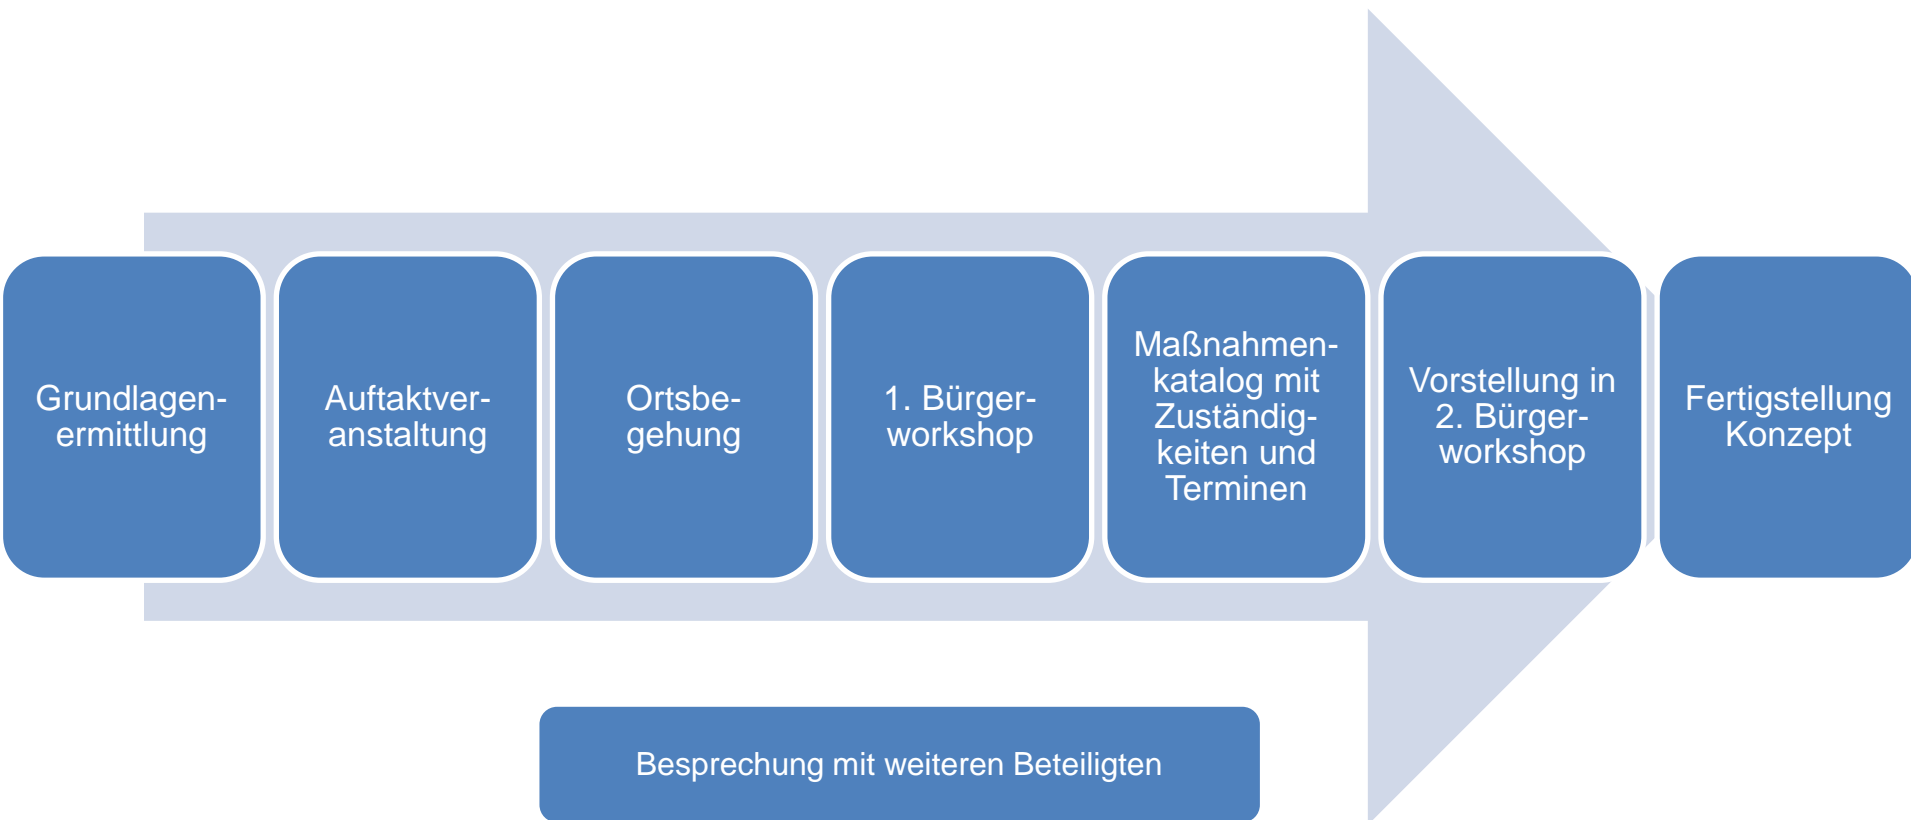 Grundlagen-
ermittlung
Auftaktver-
anstaltung
Ortsbe-
gehung
1. Bürger-
workshop
Maßnahmen-
katalog mit
Zuständig-
keiten und
Terminen
Vorstellung in
2. Bürger-
workshop
Fertigstellung
Konzept
Besprechung mit weiteren Beteiligten